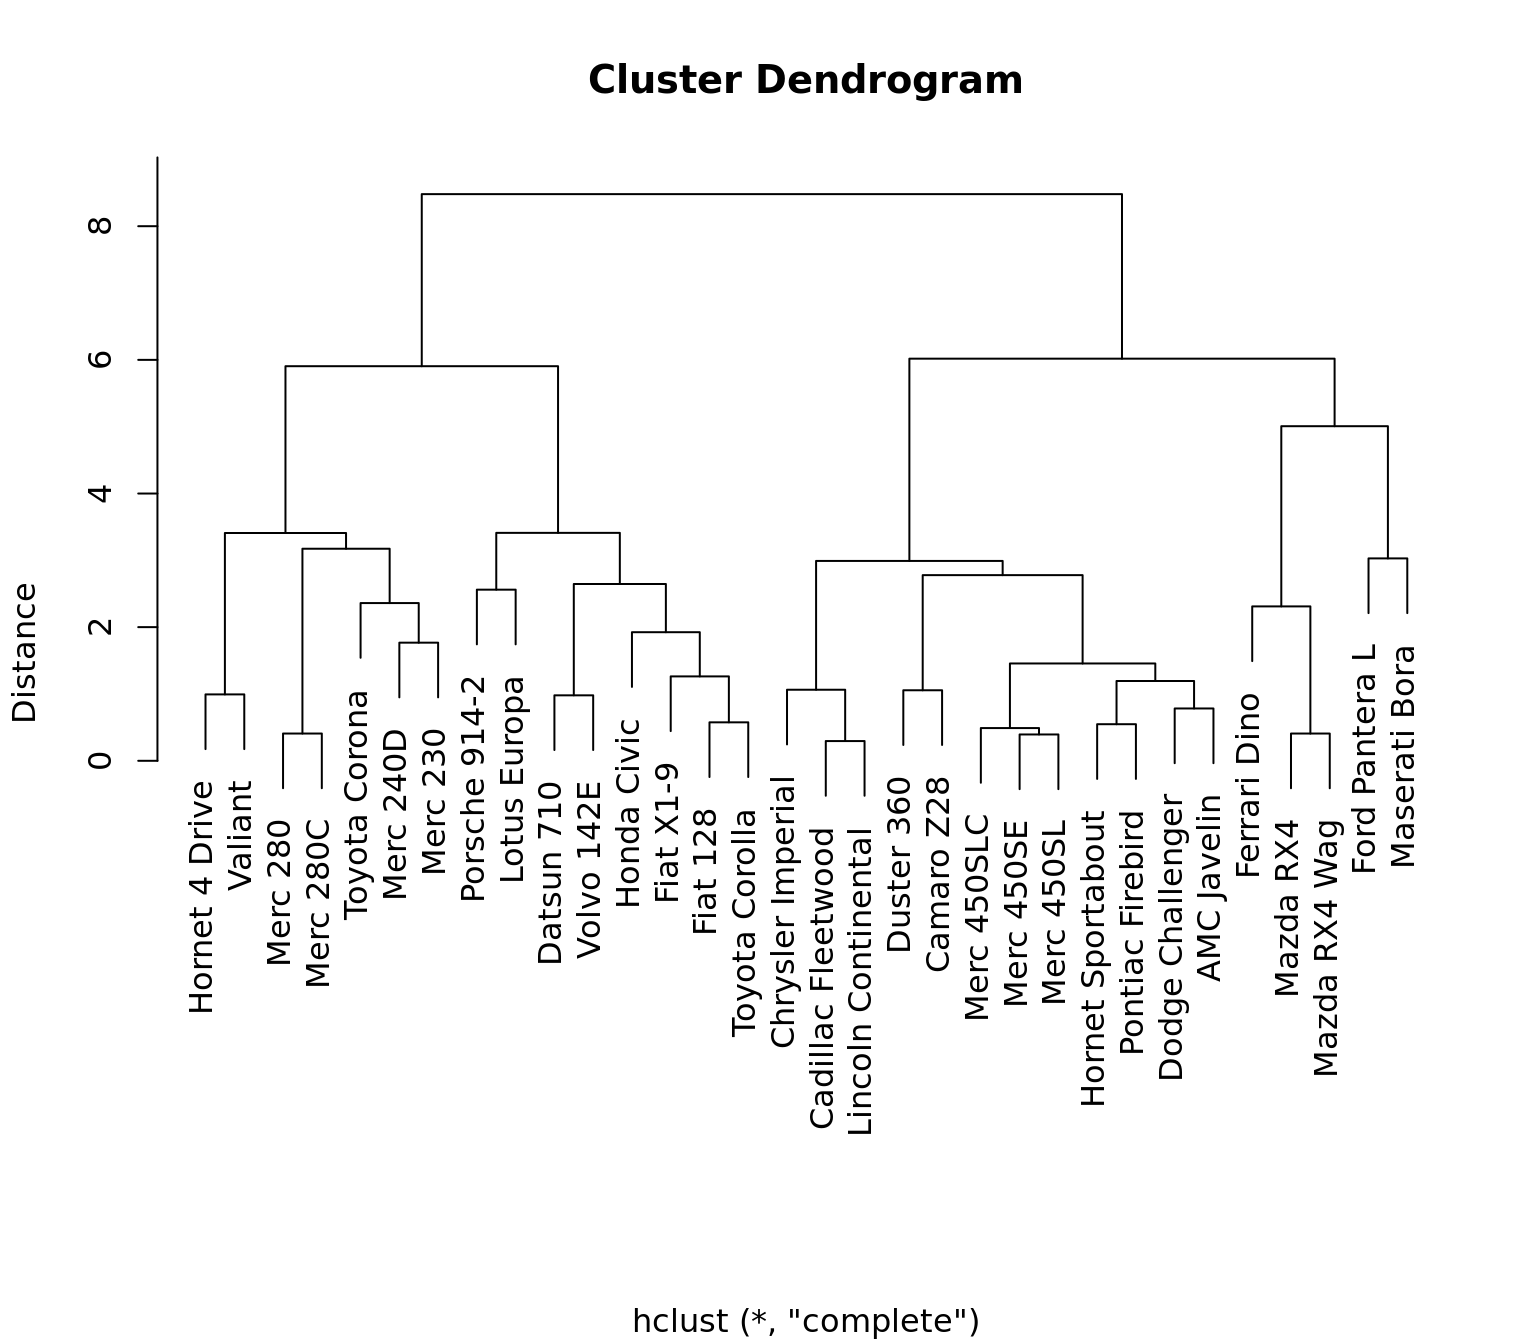 Cluster Dendrogram
Distance
8
6
4
2
0
Hornet 4 Drive
Valiant
Merc 280
Merc 280C
Toyota Corona
Merc 240D
Merc 230
Porsche 914-2
Lotus Europa
Datsun 710
Volvo 142E
Honda Civic
Fiat X1-9
Fiat 128
Toyota Corolla
Chrysler Imperial
Cadillac Fleetwood
Lincoln Continental
Duster 360
Camaro Z28
Merc 450SLC
Merc 450SE
Merc 450SL
Hornet Sportabout
Pontiac Firebird
Dodge Challenger
AMC Javelin
Ferrari Dino
Mazda RX4
Mazda RX4 Wag
Ford Pantera L
Maserati Bora
hclust (*, "complete")